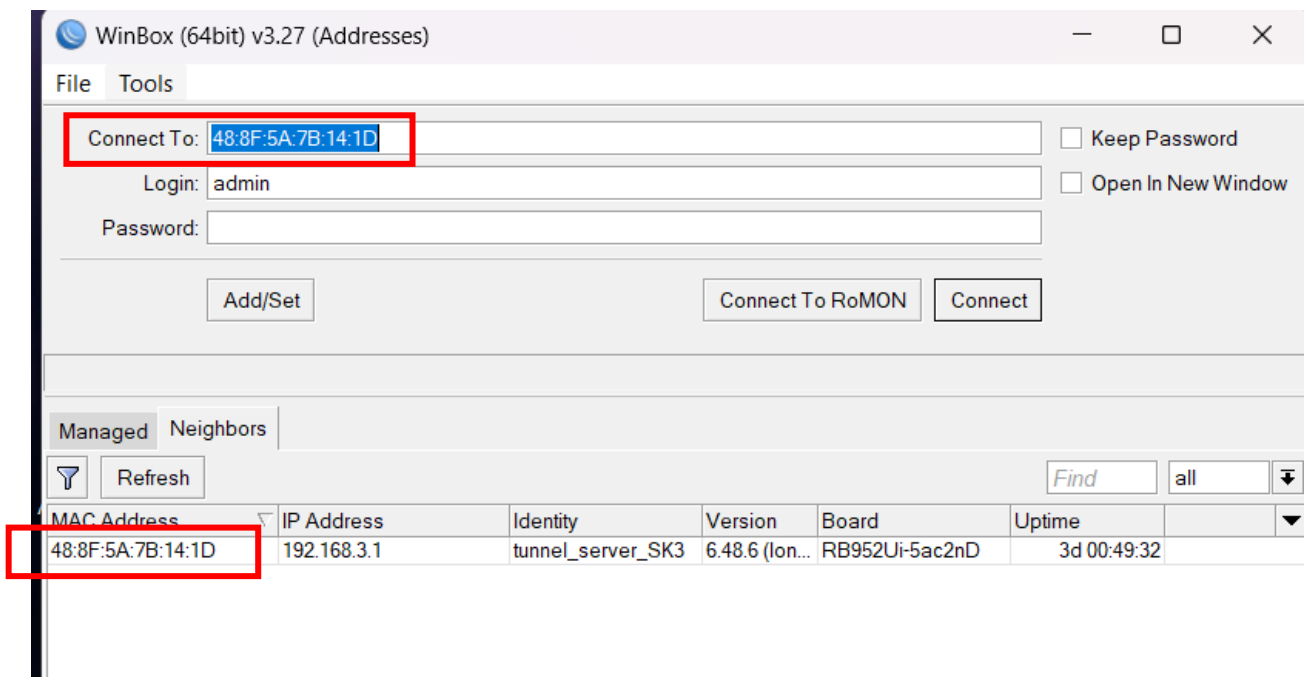 WinBox (64bit) v3.27 (Addresses)
File Tools
Connect To: 48:8F:5A:7B:14:1D Keep Password
Login: admin Open In New Window
Password:
Add/Set Connect To RoMON Connect
Managed Neighbors
Refresh Find all
MAC Address IP Address Identity Version Board Uptime
48:8F:5A:7B:14:1D 192.168.3.1 tunnel_server_SK3 6.48.6 (lon... RB952Ui-5ac2nD 3d 00:49:32